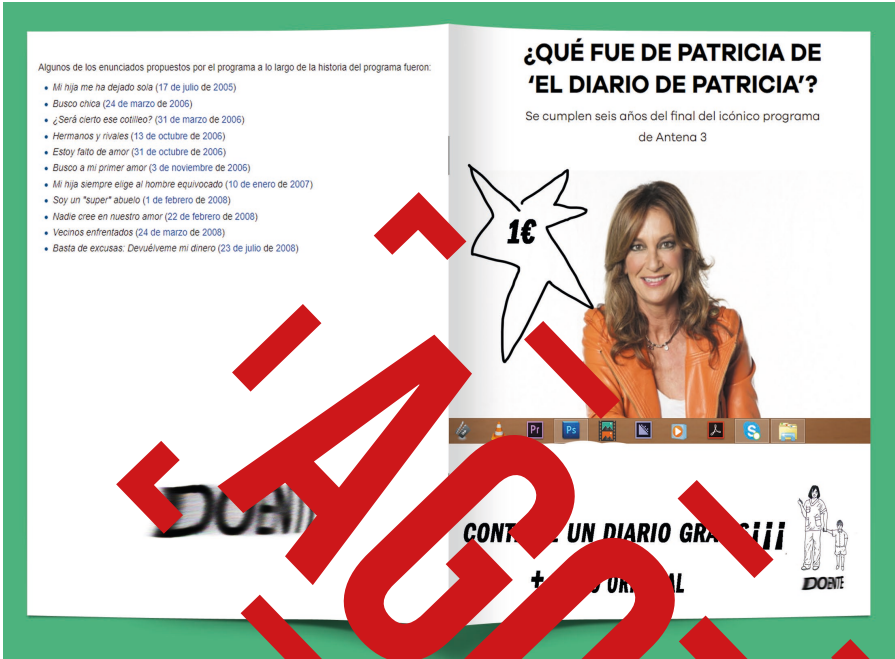 Algunos de los enunciados propuestos por el programa a lo largo de la historia del programa fueron:
• Mi hija me ha dejado sola (17 de julio de 2005)
• Busco chica (24 de marzo de 2006)
• ¿Será cierto ese cotilleo? (31 de marzo de 2006)
• Hermanos y rivales (13 de octubre de 2006)
• Estoy falto de amor (31 de octubre de 2006)
• Busco a mi primer amor (3 de noviembre de 2006)
• Mi hija siempre elige al hombre equivocado (10 de enero de 2007)
• Soy un "super" abuelo (1 de febrero de 2008)
• Nadie cree en nuestro amor (22 de febrero de 2008)
• Vecinos enfrentados (24 de marzo de 2008)
• Basta de excusas: Devuélveme mi dinero (23 de julio de 2008)
¿QUÉ FUE DE PATRICIA DE
‘EL DIARIO DE PATRICIA’?
Se cumplen seis años del final del icónico programa
de Antena 3
1€
Pr Ps S
UN DIARIO
+
DOENTE